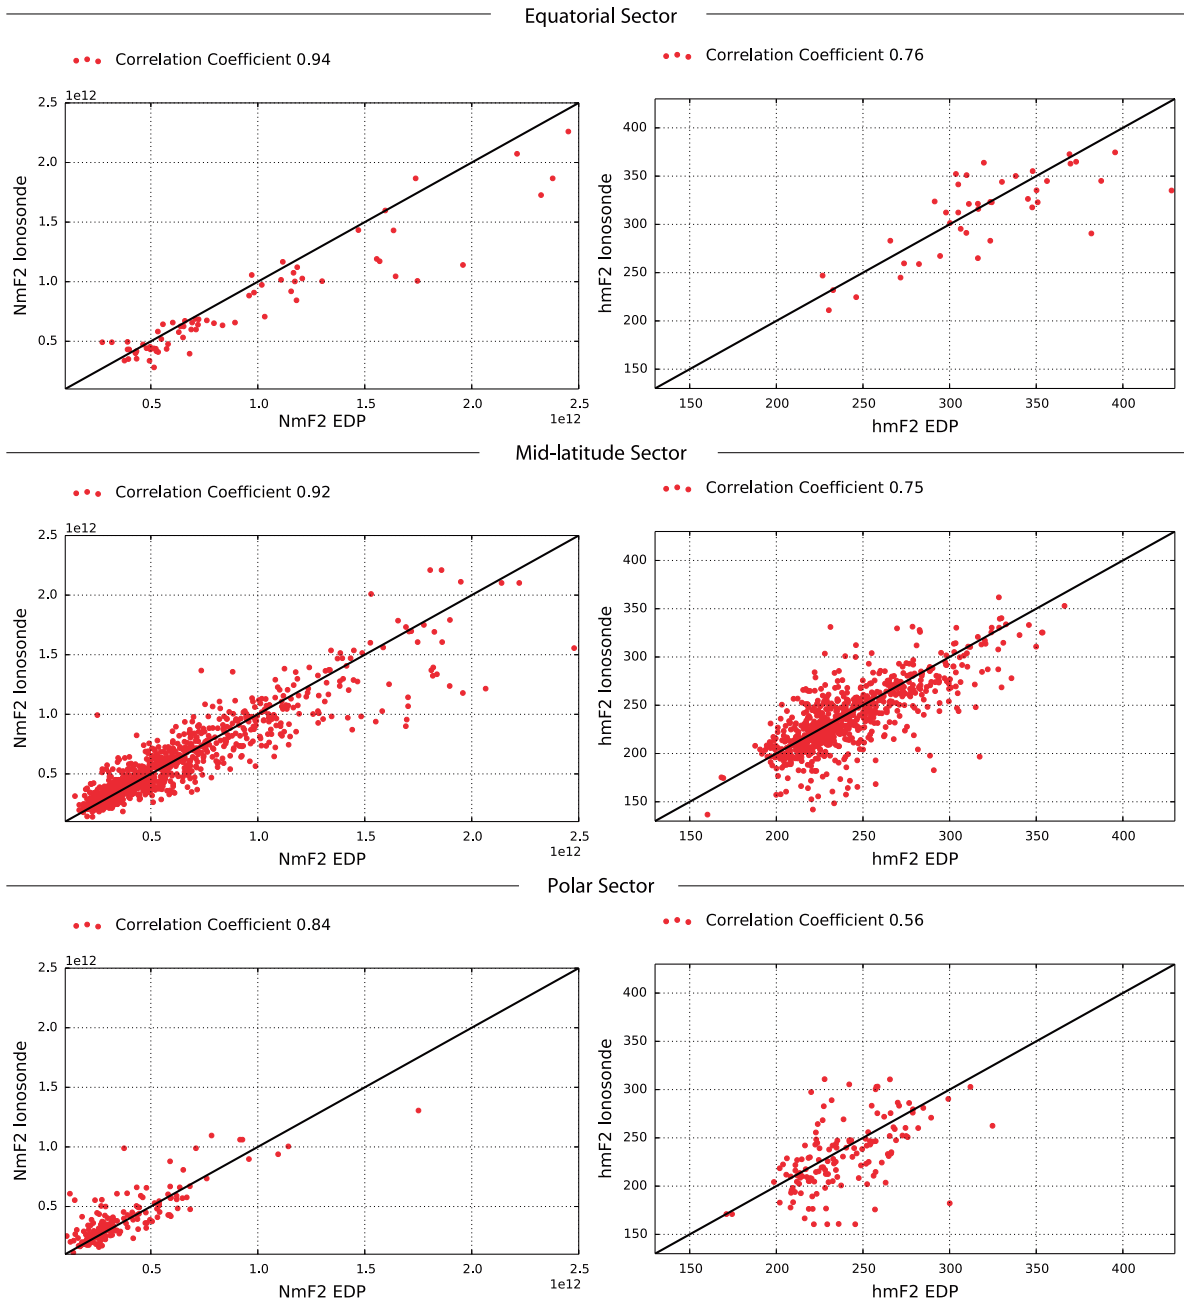 Equatorial Sector
Correlation Coefficient 0.94
1e12
2.5
2.0
1.5
1.0
0.5
NmF2 Ionosonde
0.5 1.0 1.5 2.0 2.5
NmF2 EDP
1e12
Correlation Coefficient 0.76
400
350
300
250
200
150
hmF2 Ionosonde
150 200 250 300 350 400
hmF2 EDP
Mid-latitude Sector
Correlation Coefficient 0.92
1e12
2.5
2.0
1.5
1.0
0.5
NmF2 Ionosonde
0.5 1.0 1.5 2.0 2.5
NmF2 EDP
1e12
Correlation Coefficient 0.75
400
350
300
250
200
150
hmF2 Ionosonde
150 200 250 300 350 400
hmF2 EDP
Polar Sector
Correlation Coefficient 0.84
1e12
2.5
2.0
1.5
1.0
0.5
NmF2 Ionosonde
0.5 1.0 1.5 2.0 2.5
NmF2 EDP
1e12
Correlation Coefficient 0.56
400
350
300
250
200
150
hmF2 Ionosonde
150 200 250 300 350 400
hmF2 EDP